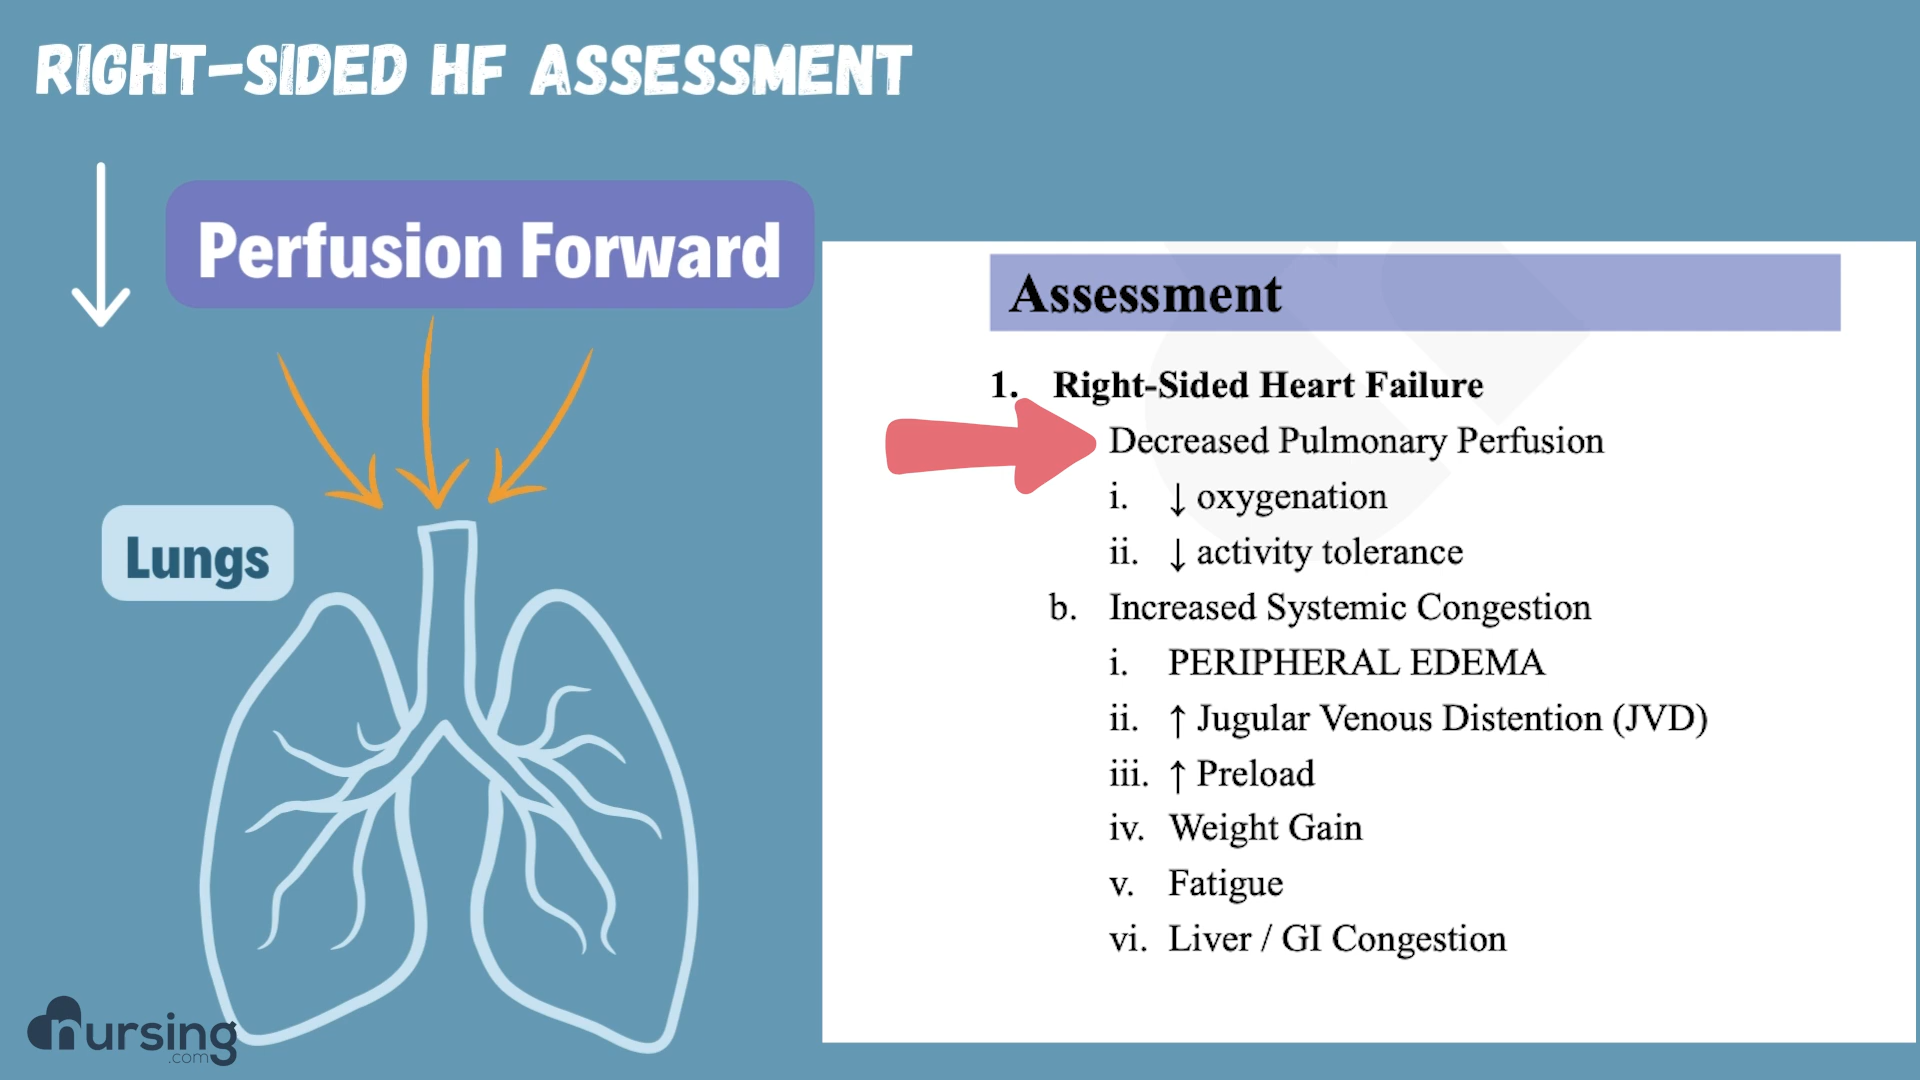 RIGHT-SIDED HF ASSESSMENT
Perfusion Forward
Lungs
Assessment
1. Right-Sided Heart Failure
Decreased Pulmonary Perfusion
i. ↓ oxygenation
ii. ↓ activity tolerance
b. Increased Systemic Congestion
i. PERIPHERAL EDEMA
ii. ↑ Jugular Venous Distention (JVD)
iii. ↑ Preload
iv. Weight Gain
v. Fatigue
vi. Liver / GI Congestion
nursing
.com